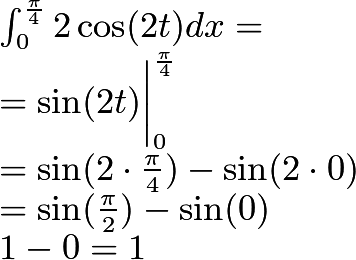 ∫₀^{π/4} 2 cos(2t)dx =
= sin(2t)|₀^{π/4}
= sin(2 · π/4) − sin(2 · 0)
= sin(π/2) − sin(0)
1 − 0 = 1